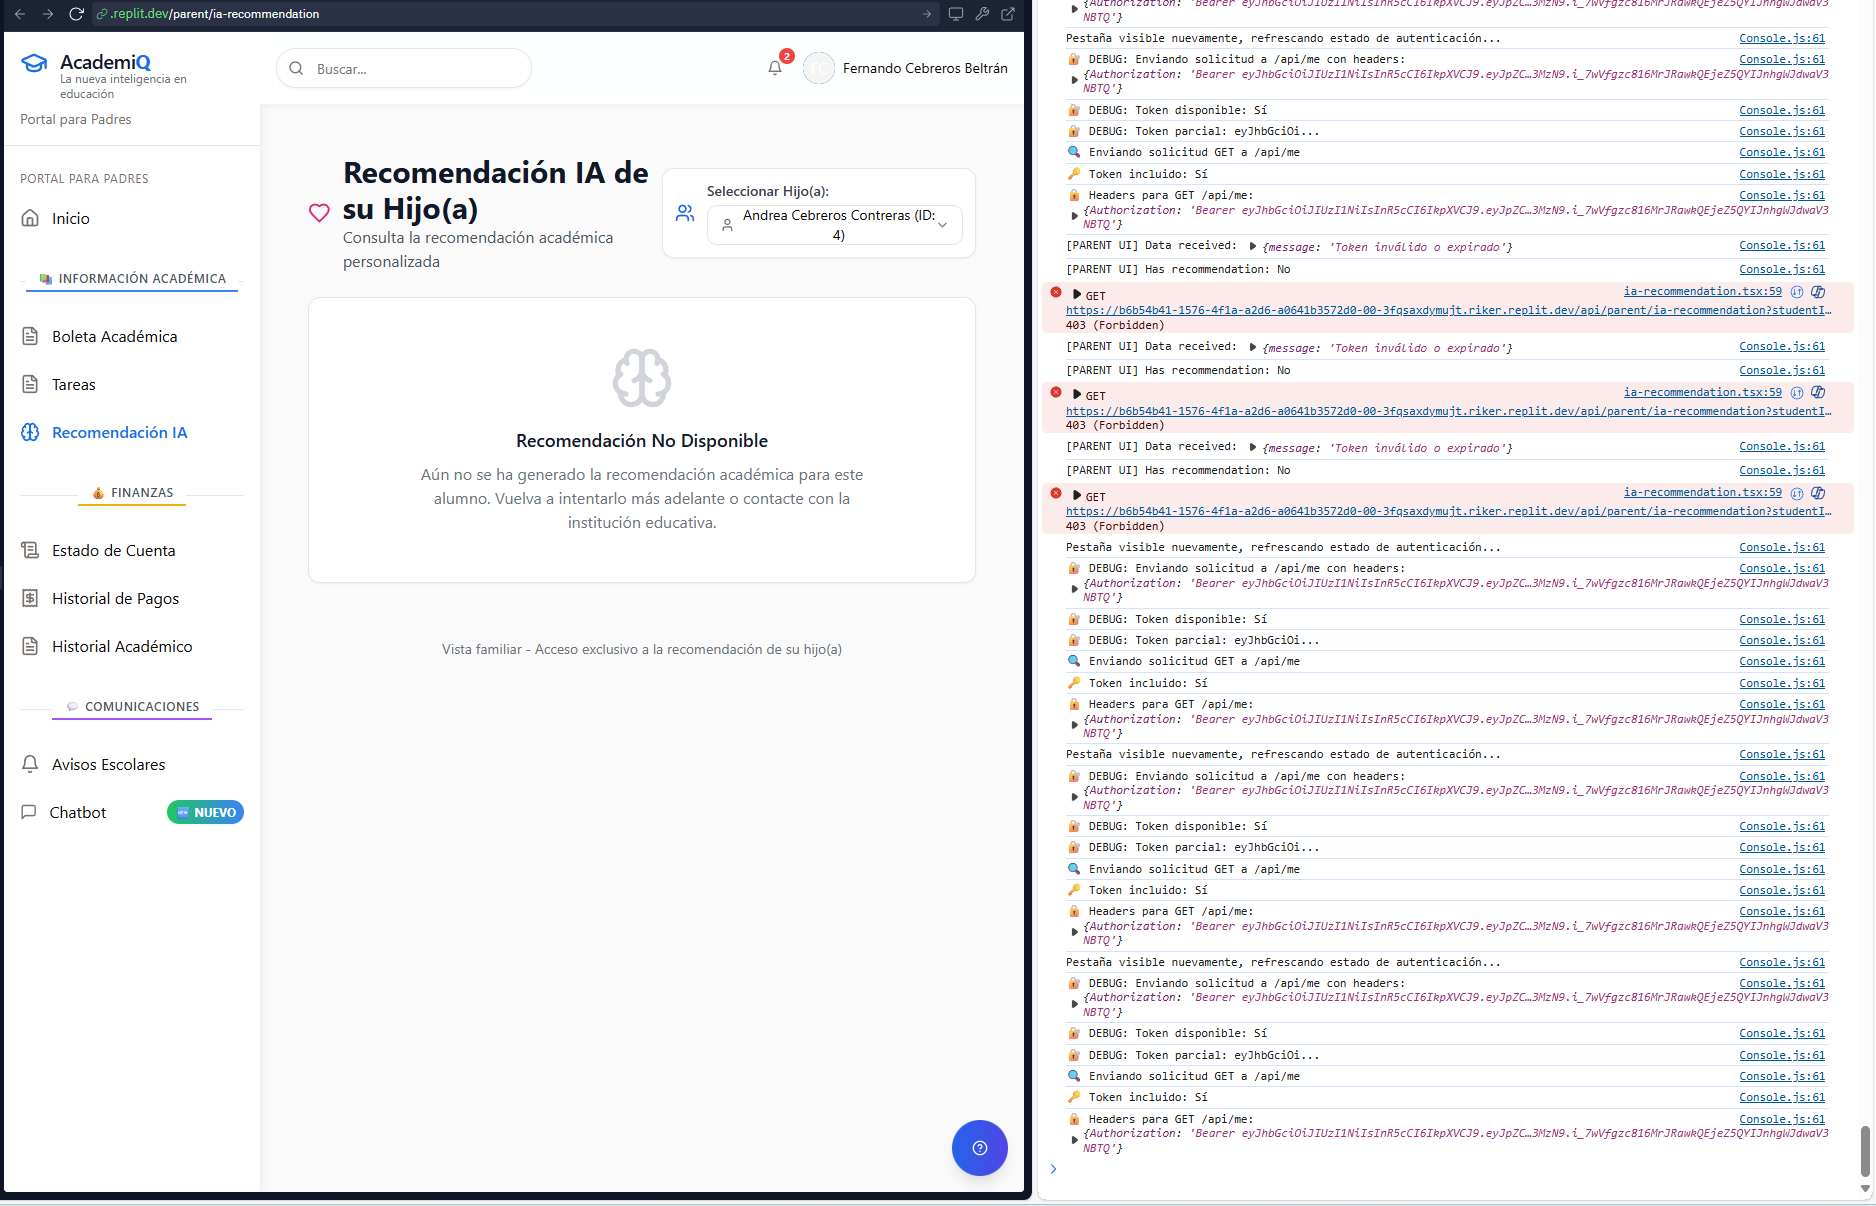 .replit.dev/parent/ia-recommendation
AcademiQ
La nueva inteligencia en
educación
Portal para Padres
PORTAL PARA PADRES
Inicio
INFORMACIÓN ACADÉMICA
Boleta Académica
Tareas
Recomendación IA
FINANZAS
Estado de Cuenta
Historial de Pagos
Historial Académico
COMUNICACIONES
Avisos Escolares
Chatbot
NUEVO
Buscar...
2
FC
Fernando Cebreros Beltrán
Recomendación IA de
su Hijo(a)
Consulta la recomendación académica
personalizada
Seleccionar Hijo(a):
Andrea Cebreros Contreras (ID:
4)
Recomendación No Disponible
Aún no se ha generado la recomendación académica para este
alumno. Vuelva a intentarlo más adelante o contacte con la
institución educativa.
Vista familiar - Acceso exclusivo a la recomendación de su hijo(a)
{Authorization: 'Bearer eyJhbGciOiJIUzI1NiIsInR5cCI6IkpXVCJ9.eyJpZC…3MzN9.i_7wVfgzc816MrJRawkQEjeZ5QYIJnhgWJdwaV3
NBTQ'}
Pestaña visible nuevamente, refrescando estado de autenticación... Console.js:61
DEBUG: Enviando solicitud a /api/me con headers: Console.js:61
{Authorization: 'Bearer eyJhbGciOiJIUzI1NiIsInR5cCI6IkpXVCJ9.eyJpZC…3MzN9.i_7wVfgzc816MrJRawkQEjeZ5QYIJnhgWJdwaV3
NBTQ'}
DEBUG: Token disponible: Sí Console.js:61
DEBUG: Token parcial: eyJhbGciOi... Console.js:61
Enviando solicitud GET a /api/me Console.js:61
Token incluido: Sí Console.js:61
Headers para GET /api/me: Console.js:61
{Authorization: 'Bearer eyJhbGciOiJIUzI1NiIsInR5cCI6IkpXVCJ9.eyJpZC…3MzN9.i_7wVfgzc816MrJRawkQEjeZ5QYIJnhgWJdwaV3
NBTQ'}
[PARENT UI] Data received: {message: 'Token inválido o expirado'} Console.js:61
[PARENT UI] Has recommendation: No Console.js:61
GET ia-recommendation.tsx:59
https://b6b54b41-1576-4f1a-a2d6-a0641b3572d0-00-3fqsaxdymujt.riker.replit.dev/api/parent/ia-recommendation?studentI…
403 (Forbidden)
[PARENT UI] Data received: {message: 'Token inválido o expirado'} Console.js:61
[PARENT UI] Has recommendation: No Console.js:61
GET ia-recommendation.tsx:59
https://b6b54b41-1576-4f1a-a2d6-a0641b3572d0-00-3fqsaxdymujt.riker.replit.dev/api/parent/ia-recommendation?studentI…
403 (Forbidden)
[PARENT UI] Data received: {message: 'Token inválido o expirado'} Console.js:61
[PARENT UI] Has recommendation: No Console.js:61
GET ia-recommendation.tsx:59
https://b6b54b41-1576-4f1a-a2d6-a0641b3572d0-00-3fqsaxdymujt.riker.replit.dev/api/parent/ia-recommendation?studentI…
403 (Forbidden)
Pestaña visible nuevamente, refrescando estado de autenticación... Console.js:61
DEBUG: Enviando solicitud a /api/me con headers: Console.js:61
{Authorization: 'Bearer eyJhbGciOiJIUzI1NiIsInR5cCI6IkpXVCJ9.eyJpZC…3MzN9.i_7wVfgzc816MrJRawkQEjeZ5QYIJnhgWJdwaV3
NBTQ'}
DEBUG: Token disponible: Sí Console.js:61
DEBUG: Token parcial: eyJhbGciOi... Console.js:61
Enviando solicitud GET a /api/me Console.js:61
Token incluido: Sí Console.js:61
Headers para GET /api/me: Console.js:61
{Authorization: 'Bearer eyJhbGciOiJIUzI1NiIsInR5cCI6IkpXVCJ9.eyJpZC…3MzN9.i_7wVfgzc816MrJRawkQEjeZ5QYIJnhgWJdwaV3
NBTQ'}
Pestaña visible nuevamente, refrescando estado de autenticación... Console.js:61
DEBUG: Enviando solicitud a /api/me con headers: Console.js:61
{Authorization: 'Bearer eyJhbGciOiJIUzI1NiIsInR5cCI6IkpXVCJ9.eyJpZC…3MzN9.i_7wVfgzc816MrJRawkQEjeZ5QYIJnhgWJdwaV3
NBTQ'}
DEBUG: Token disponible: Sí Console.js:61
DEBUG: Token parcial: eyJhbGciOi... Console.js:61
Enviando solicitud GET a /api/me Console.js:61
Token incluido: Sí Console.js:61
Headers para GET /api/me: Console.js:61
{Authorization: 'Bearer eyJhbGciOiJIUzI1NiIsInR5cCI6IkpXVCJ9.eyJpZC…3MzN9.i_7wVfgzc816MrJRawkQEjeZ5QYIJnhgWJdwaV3
NBTQ'}
Pestaña visible nuevamente, refrescando estado de autenticación... Console.js:61
DEBUG: Enviando solicitud a /api/me con headers: Console.js:61
{Authorization: 'Bearer eyJhbGciOiJIUzI1NiIsInR5cCI6IkpXVCJ9.eyJpZC…3MzN9.i_7wVfgzc816MrJRawkQEjeZ5QYIJnhgWJdwaV3
NBTQ'}
DEBUG: Token disponible: Sí Console.js:61
DEBUG: Token parcial: eyJhbGciOi... Console.js:61
Enviando solicitud GET a /api/me Console.js:61
Token incluido: Sí Console.js:61
Headers para GET /api/me: Console.js:61
{Authorization: 'Bearer eyJhbGciOiJIUzI1NiIsInR5cCI6IkpXVCJ9.eyJpZC…3MzN9.i_7wVfgzc816MrJRawkQEjeZ5QYIJnhgWJdwaV3
NBTQ'}